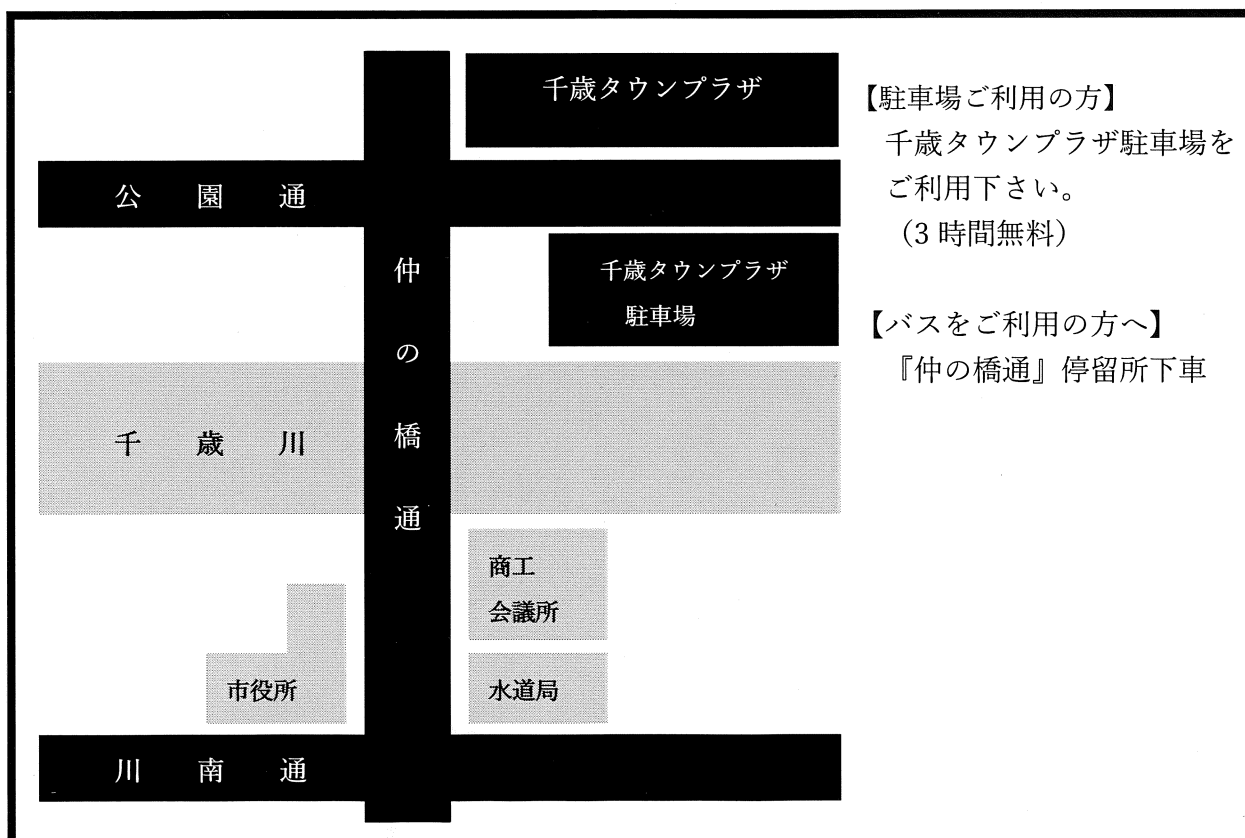 千歳タウンプラザ
公園通
仲の橋通
千歳タウンプラザ
駐車場
千歳川
商工
会議所
市役所
水道局
川南通
【駐車場ご利用の方】
千歳タウンプラザ駐車場を
ご利用下さい。
(3時間無料)
【バスをご利用の方へ】
『仲の橋通』停留所下車